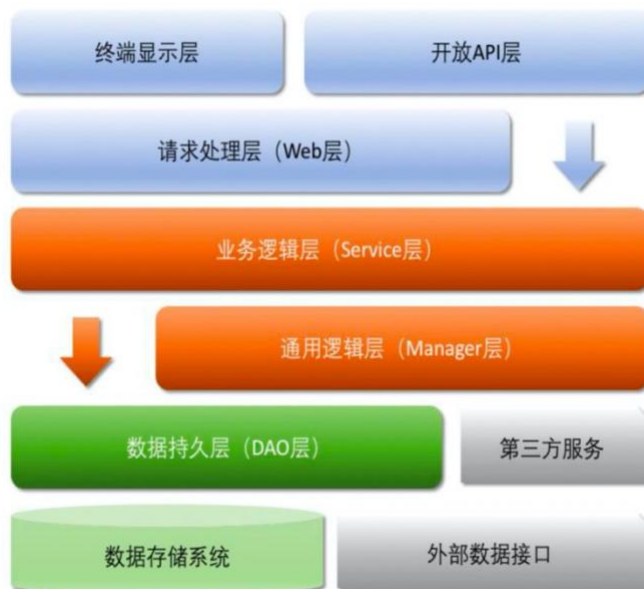 终端显示层
开放API层
请求处理层（Web层）
业务逻辑层（Service层）
通用逻辑层（Manager层）
数据持久层（DAO层）
第三方服务
数据存储系统
外部数据接口